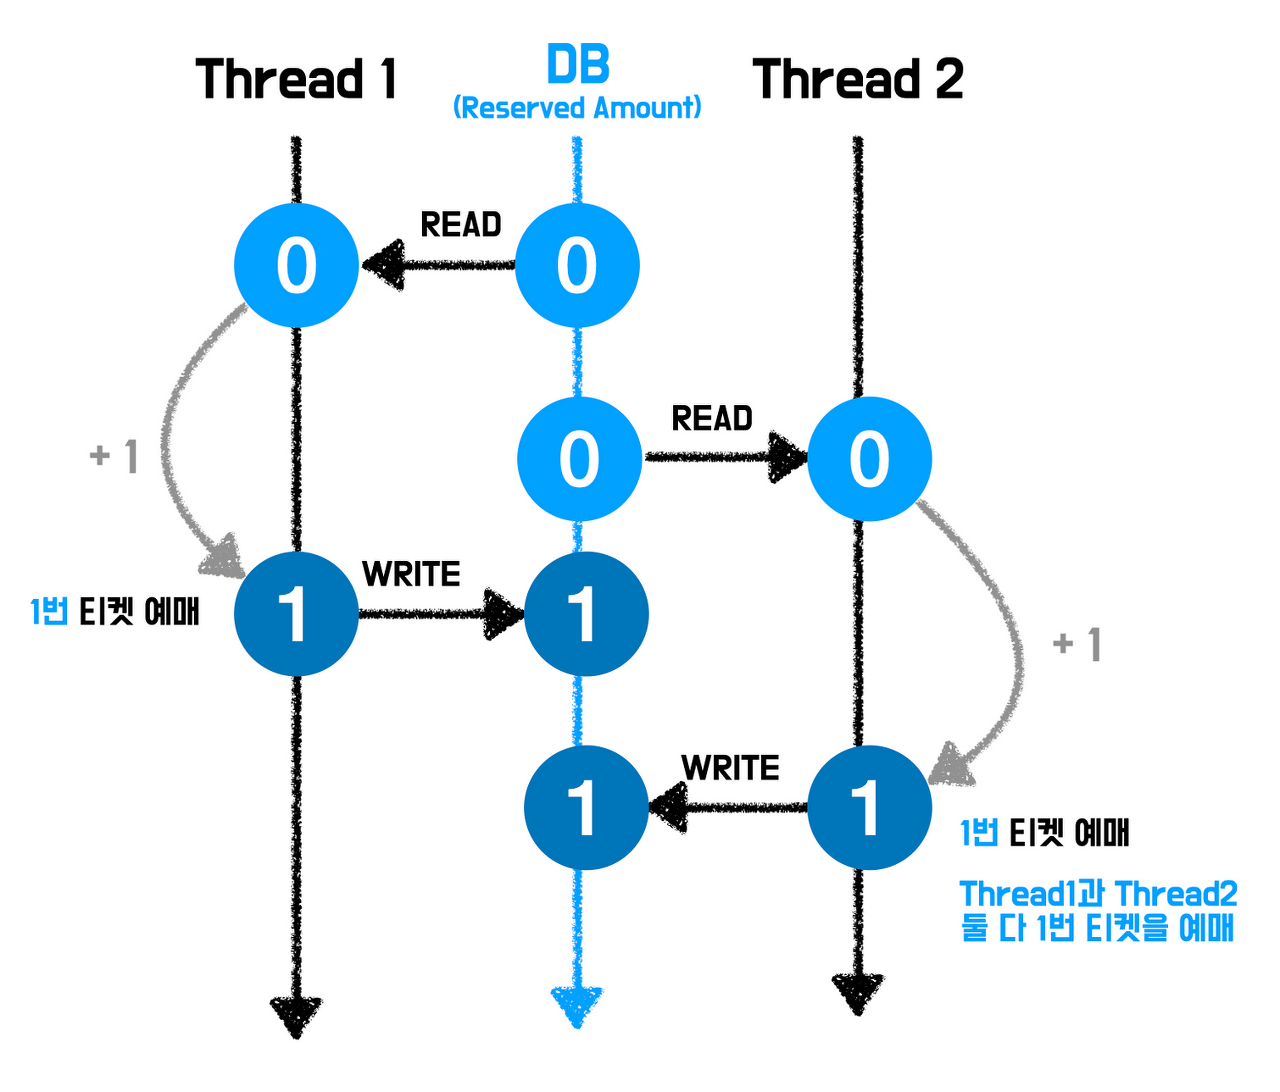 Thread 1
DB
(Reserved Amount)
Thread 2
0
READ
0
0
READ
0
+ 1
1번 티켓 예매
1
WRITE
1
+ 1
1
WRITE
1
1번 티켓 예매
Thread1과 Thread2
둘 다 1번 티켓을 예매